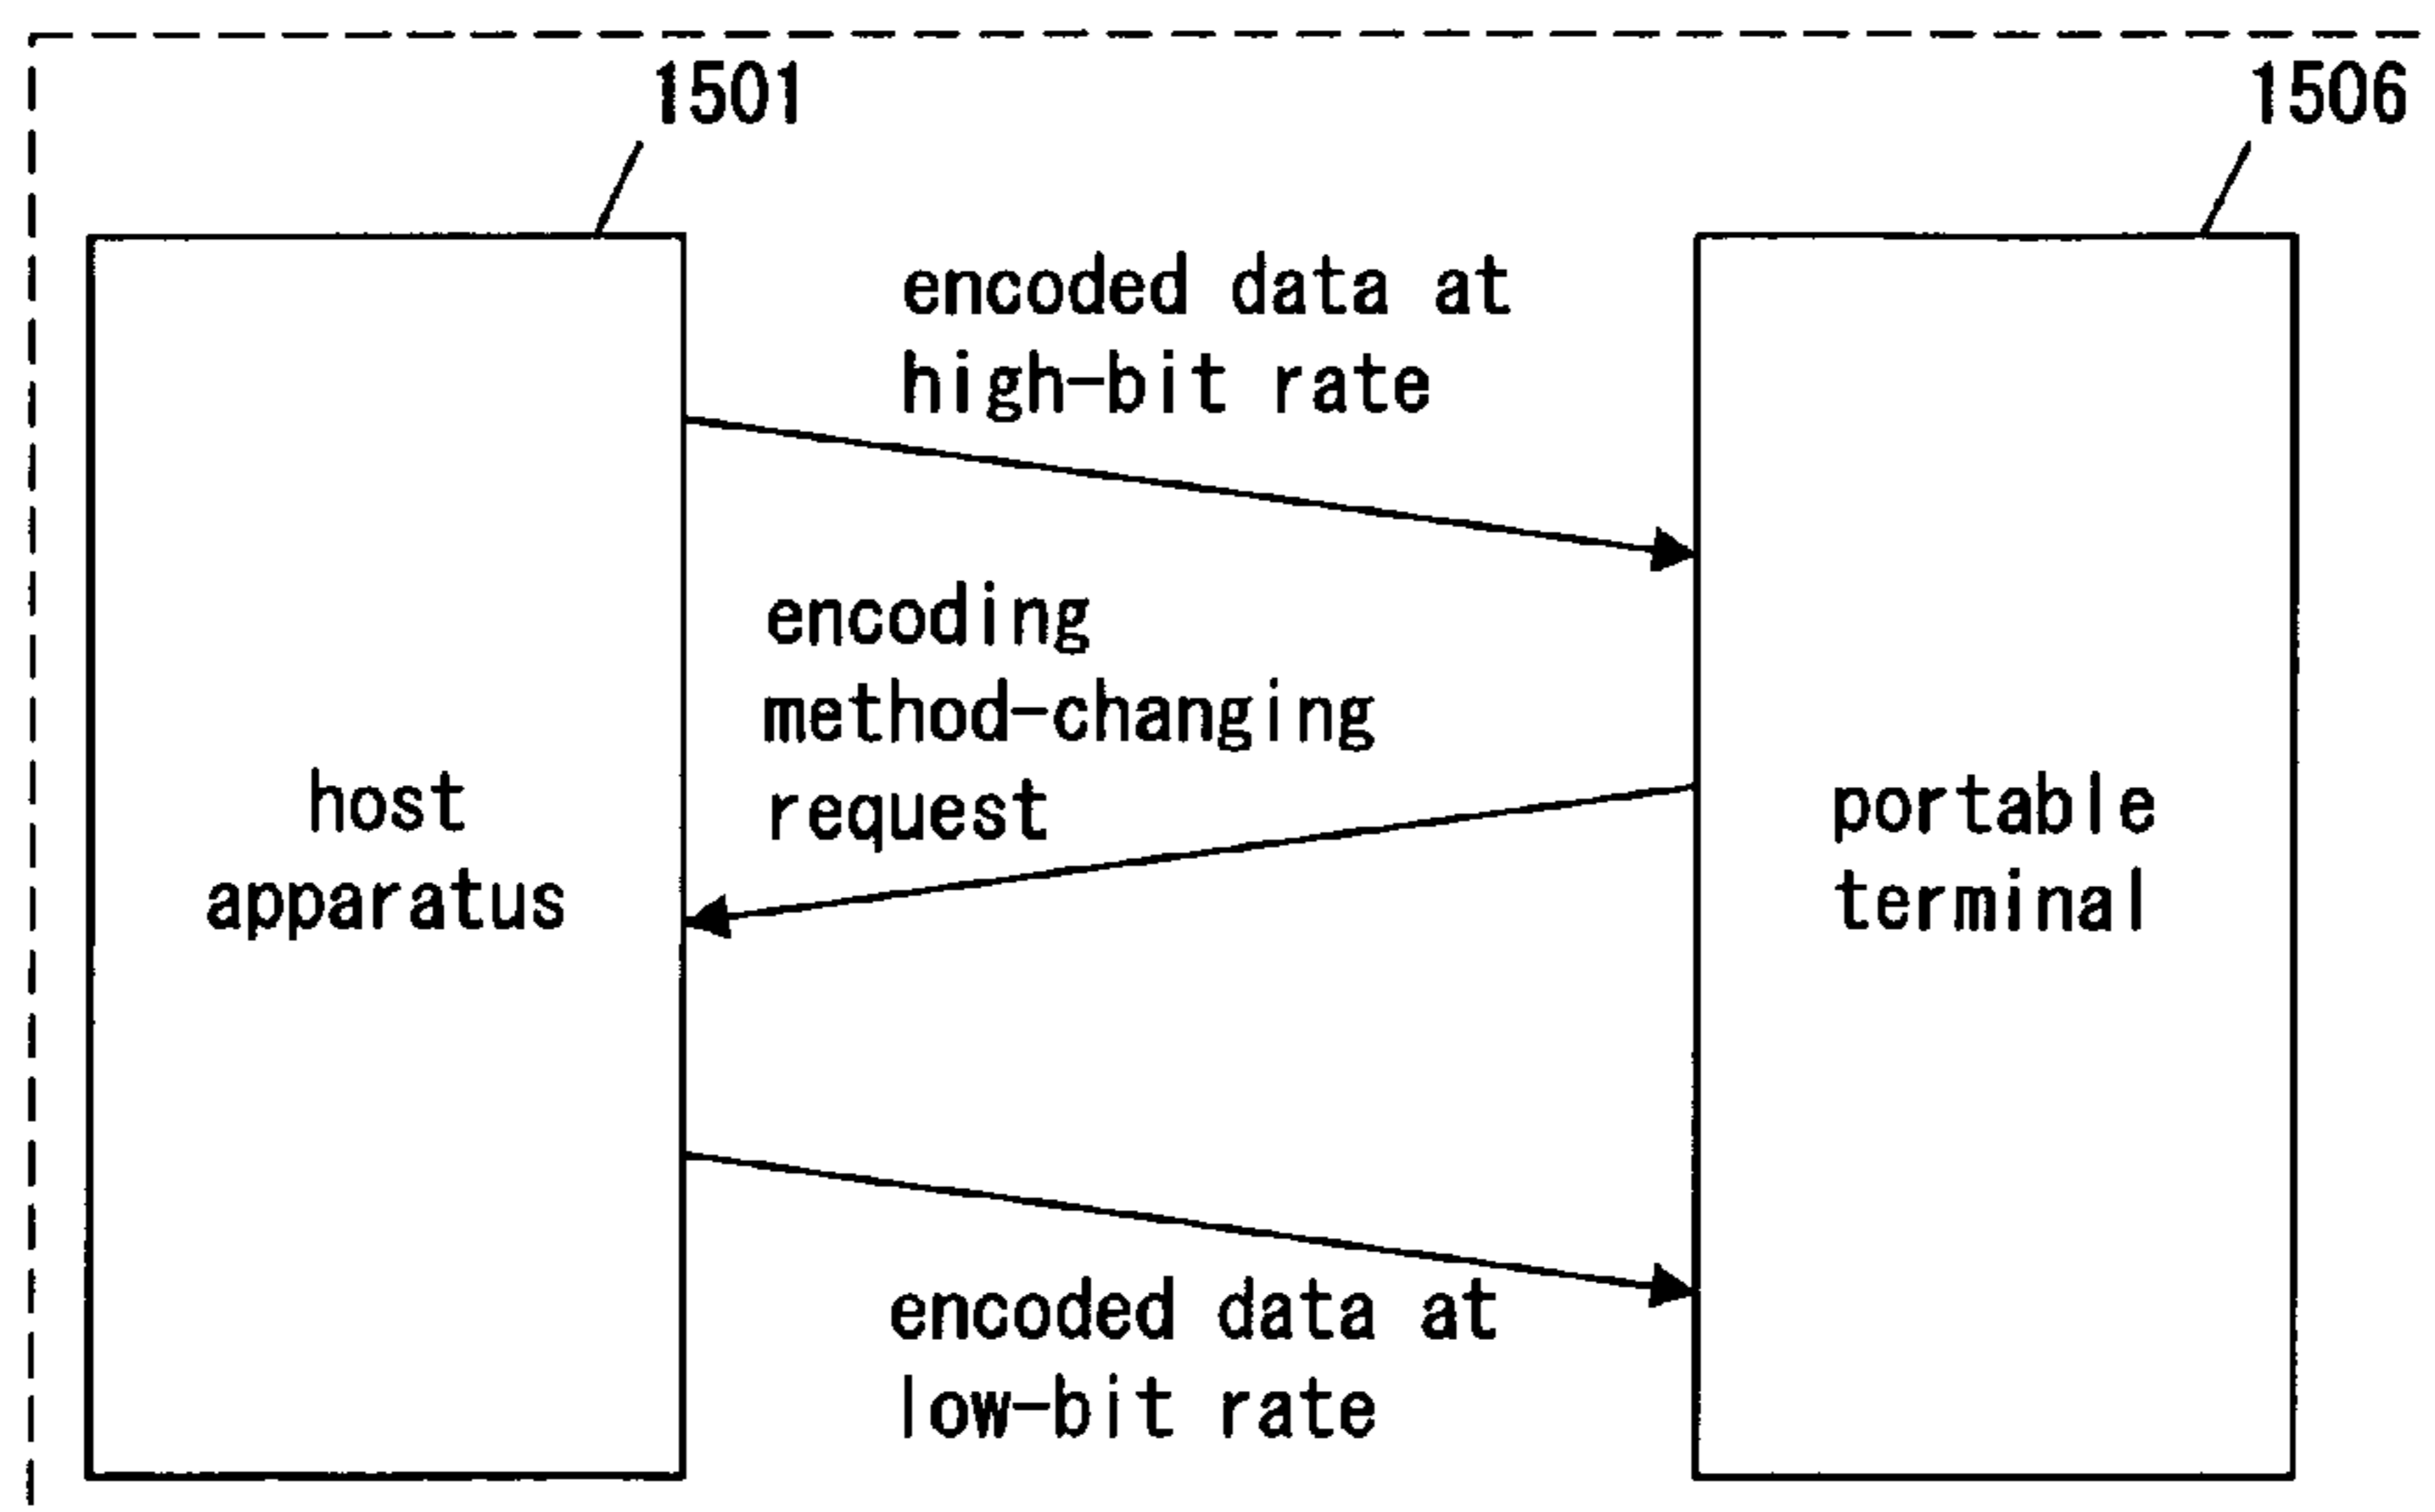 1501
1506
encoded data at
high-bit rate
encoding
method-changing
request
host
apparatus
portable
terminal
encoded data at
low-bit rate